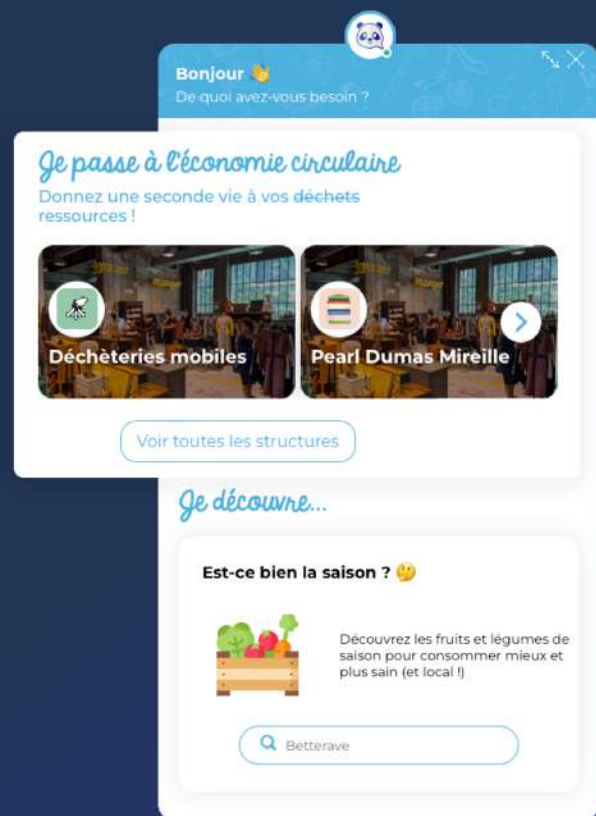 Bonjour 👋
De quoi avez-vous besoin ?
Je passe à l'économie circulaire
Donnez une seconde vie à vos déchets
ressources !
Déchèteries mobiles
Pearl Dumas Mireille
Voir toutes les structures
Je découvre...
Est-ce bien la saison ? 🤔
Découvrez les fruits et légumes de
saison pour consommer mieux et
plus sain (et local !)
Betterave